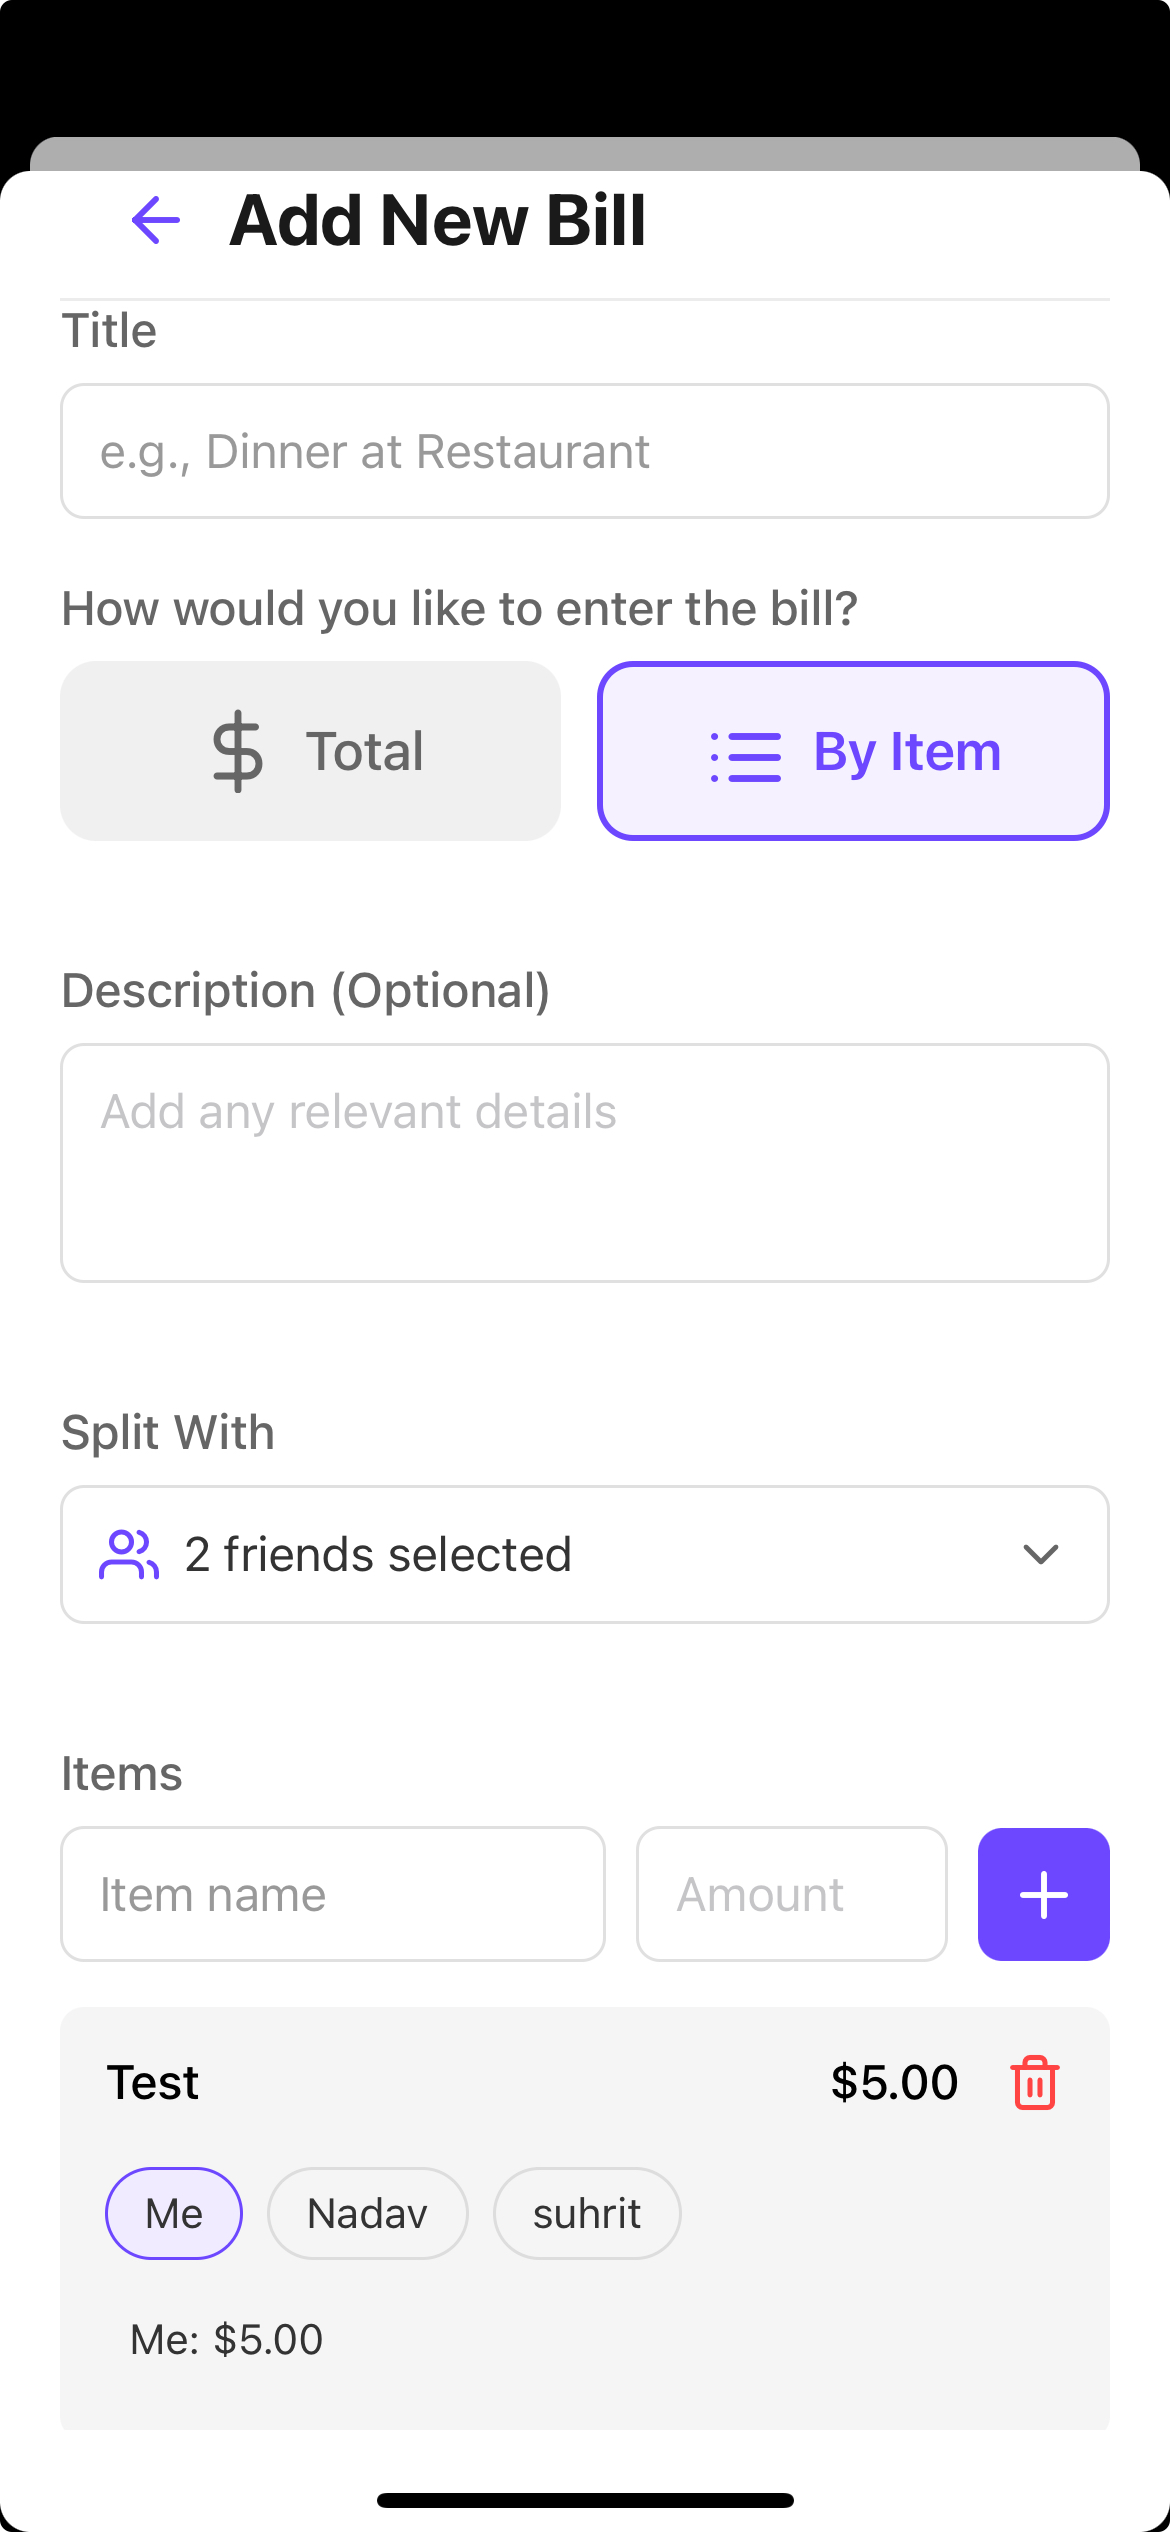 Add New Bill
Title
e.g., Dinner at Restaurant
How would you like to enter the bill?
$ Total
By Item
Description (Optional)
Add any relevant details
Split With
2 friends selected
Items
Item name
Amount
Test $5.00
Me Nadav suhrit
Me: $5.00